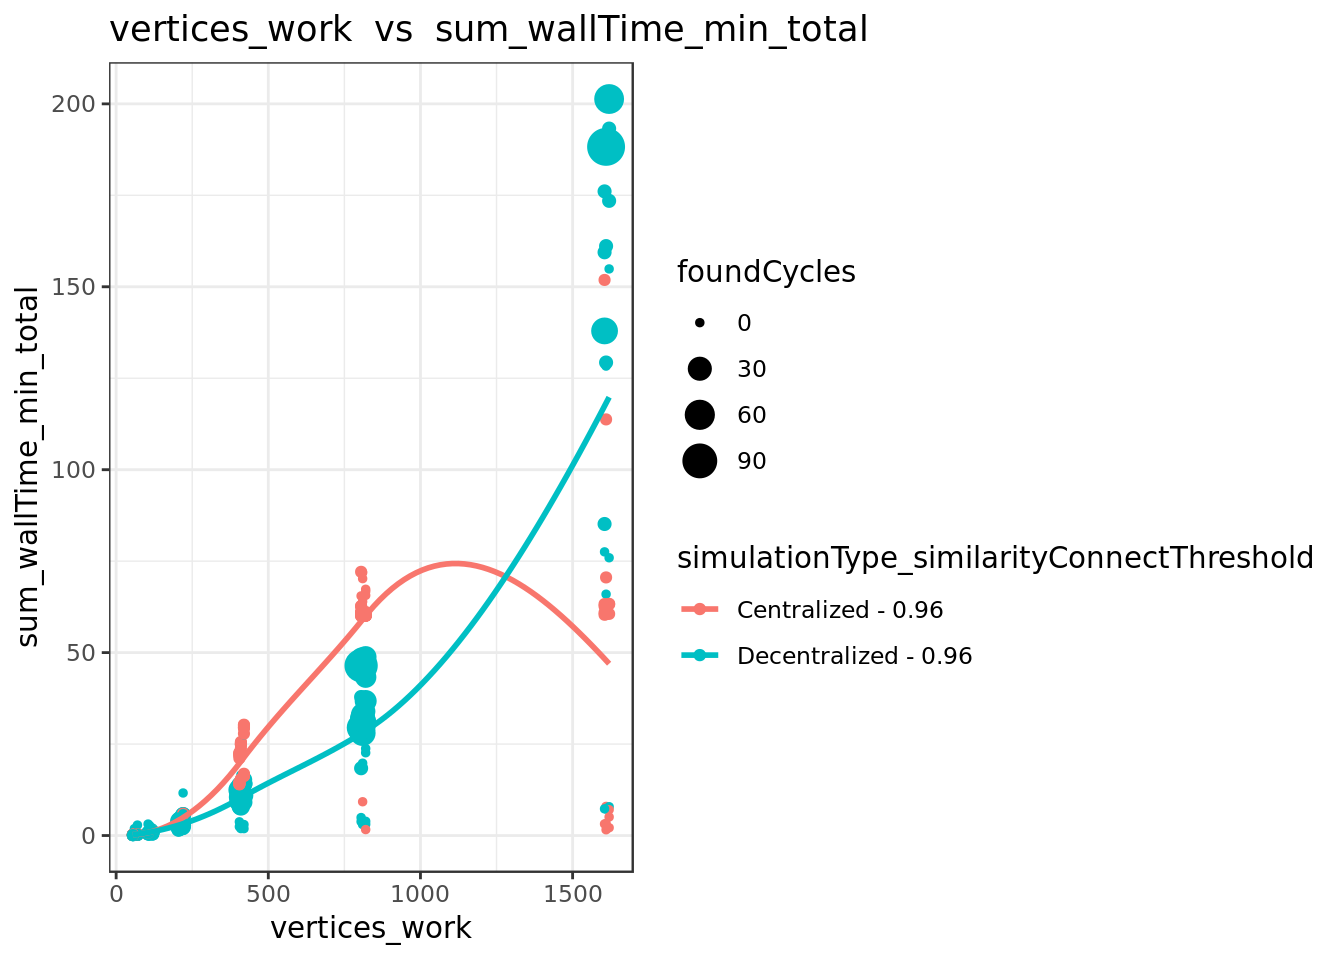 vertices_work vs sum_wallTime_min_total
200
150
100
50
0
sum_wallTime_min_total
0
500
1000
1500
vertices_work
foundCycles
0
30
60
90
simulationType_similarityConnectThreshold
Centralized - 0.96
Decentralized - 0.96